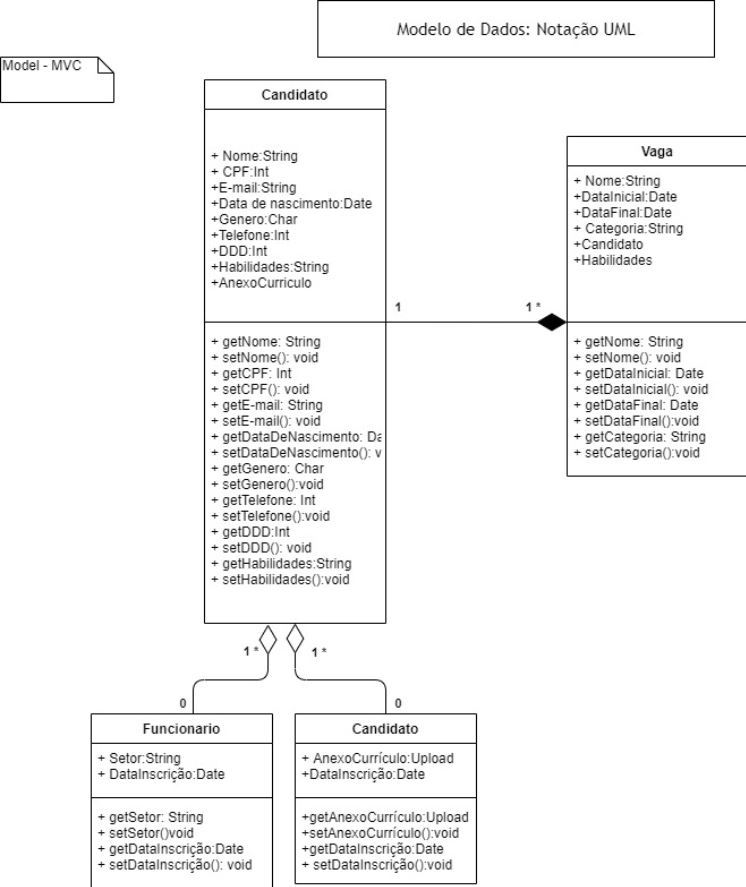 Modelo de Dados: Notação UML
Model - MVC
Candidato
+ Nome:String
+ CPF:Int
+E-mail:String
+Data de nascimento:Date
+Genero:Char
+Telefone:Int
+DDD:Int
+Habilidades:String
+AnexoCurriculo
+ getNome: String
+ setNome(): void
+ getCPF: Int
+ setCPF(): void
+ getE-mail: String
+ setE-mail(): void
+ getDataDeNascimento: Da
+ setDataDeNascimento(): v
+ getGenero: Char
+ setGenero():void
+ getTelefone: Int
+ setTelefone():void
+ getDDD:Int
+ setDDD(): void
+ getHabilidades:String
+ setHabilidades():void
1
1 *
Vaga
+ Nome:String
+DataInicial:Date
+DataFinal:Date
+ Categoria:String
+Candidato
+Habilidades
+ getNome: String
+ setNome(): void
+ getDataInicial: Date
+ setDataInicial(): void
+ getDataFinal: Date
+ setDataFinal():void
+ getCategoria: String
+ setCategoria():void
1 *
1 *
0
0
Funcionario
+ Setor:String
+ DataInscrição:Date
+ getSetor: String
+ setSetor()void
+ getDataInscrição:Date
+ setDataInscrição(): void
Candidato
+ AnexoCurrículo:Upload
+DataInscrição:Date
+getAnexoCurrículo:Upload
+setAnexoCurrículo():void
+getDataInscrição:Date
+ setDataInscrição():void